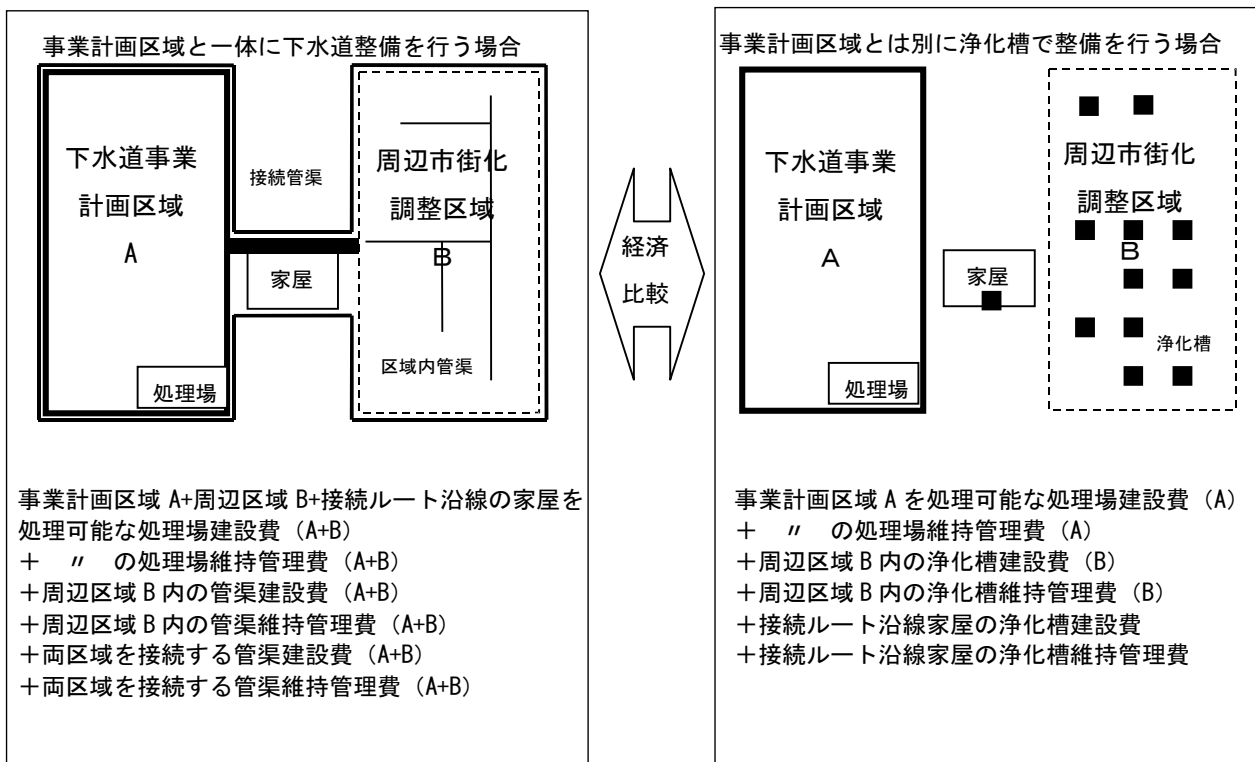 事業計画区域と一体に下水道整備を行う場合
下水道事業
計画区域
A
接続管渠
家屋
周辺市街化
調整区域
B
区域内管渠
処理場
事業計画区域 A+周辺区域 B+接続ルート沿線の家屋を
処理可能な処理場建設費(A+B)
+ 〃 の処理場維持管理費(A+B)
+周辺区域 B 内の管渠建設費(A+B)
+周辺区域 B 内の管渠維持管理費(A+B)
+両区域を接続する管渠建設費(A+B)
+両区域を接続する管渠維持管理費(A+B)
経済
比較
事業計画区域とは別に浄化槽で整備を行う場合
下水道事業
計画区域
A
家屋
周辺市街化
調整区域
B
浄化槽
処理場
事業計画区域 A を処理可能な処理場建設費(A)
+ 〃 の処理場維持管理費(A)
+周辺区域 B 内の浄化槽建設費(B)
+周辺区域 B 内の浄化槽維持管理費(B)
+接続ルート沿線家屋の浄化槽建設費
+接続ルート沿線家屋の浄化槽維持管理費